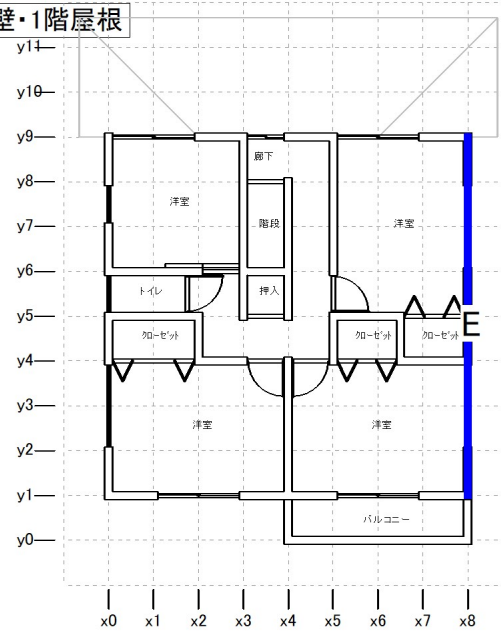 壁・1階屋根
y11
y10
y9
廊下
y8
洋室
階段
洋室
y7
y6
トイレ
押入
y5
E
クローゼット
クローゼット
クローゼット
y4
y3
洋室
洋室
y2
y1
バルコニー
y0
x0 x1 x2 x3 x4 x5 x6 x7 x8